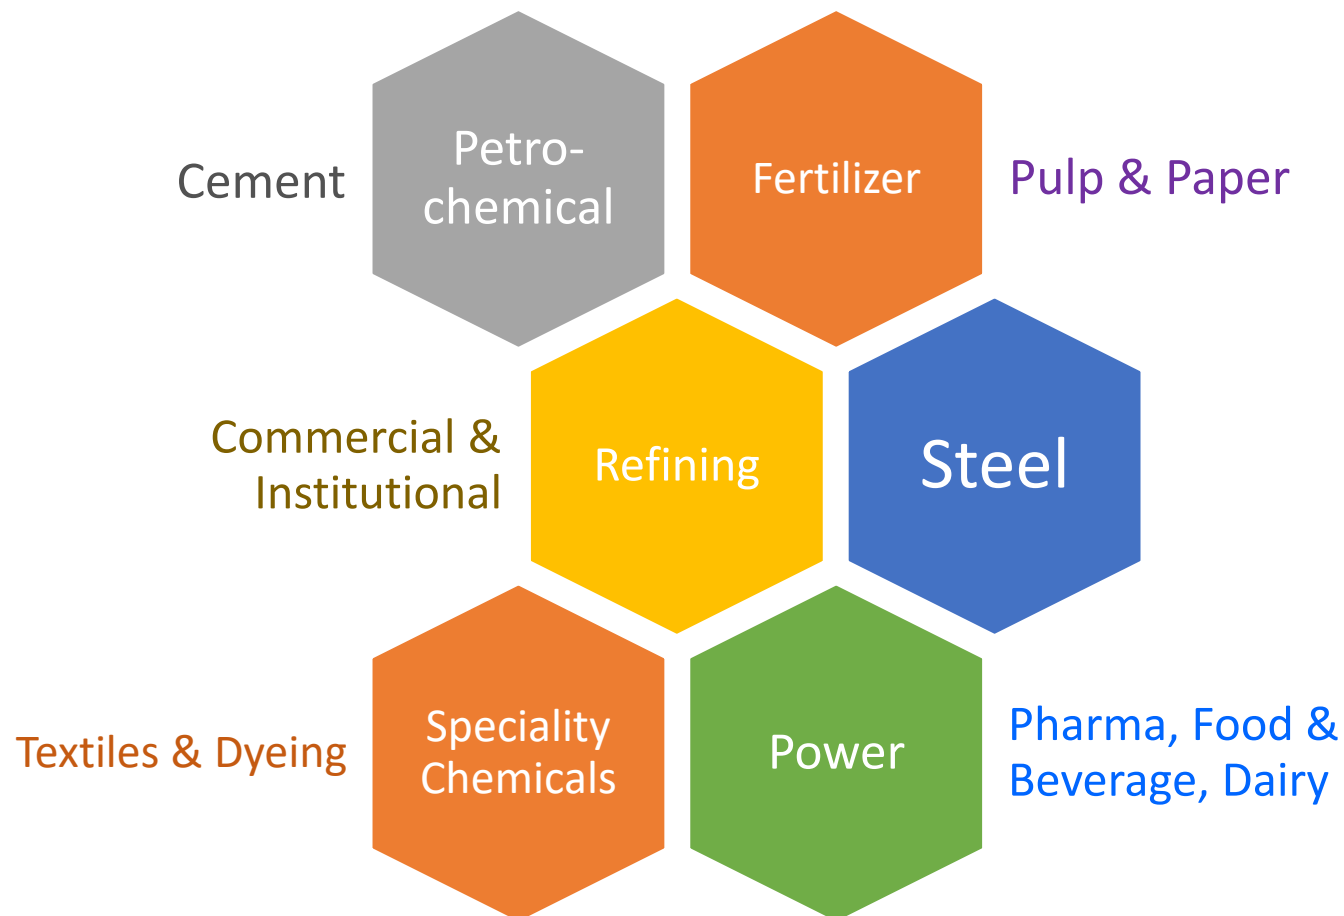 Cement
Petro-
chemical
Fertilizer
Pulp & Paper
Commercial &
Institutional
Refining
Steel
Textiles & Dyeing
Speciality
Chemicals
Power
Pharma, Food &
Beverage, Dairy